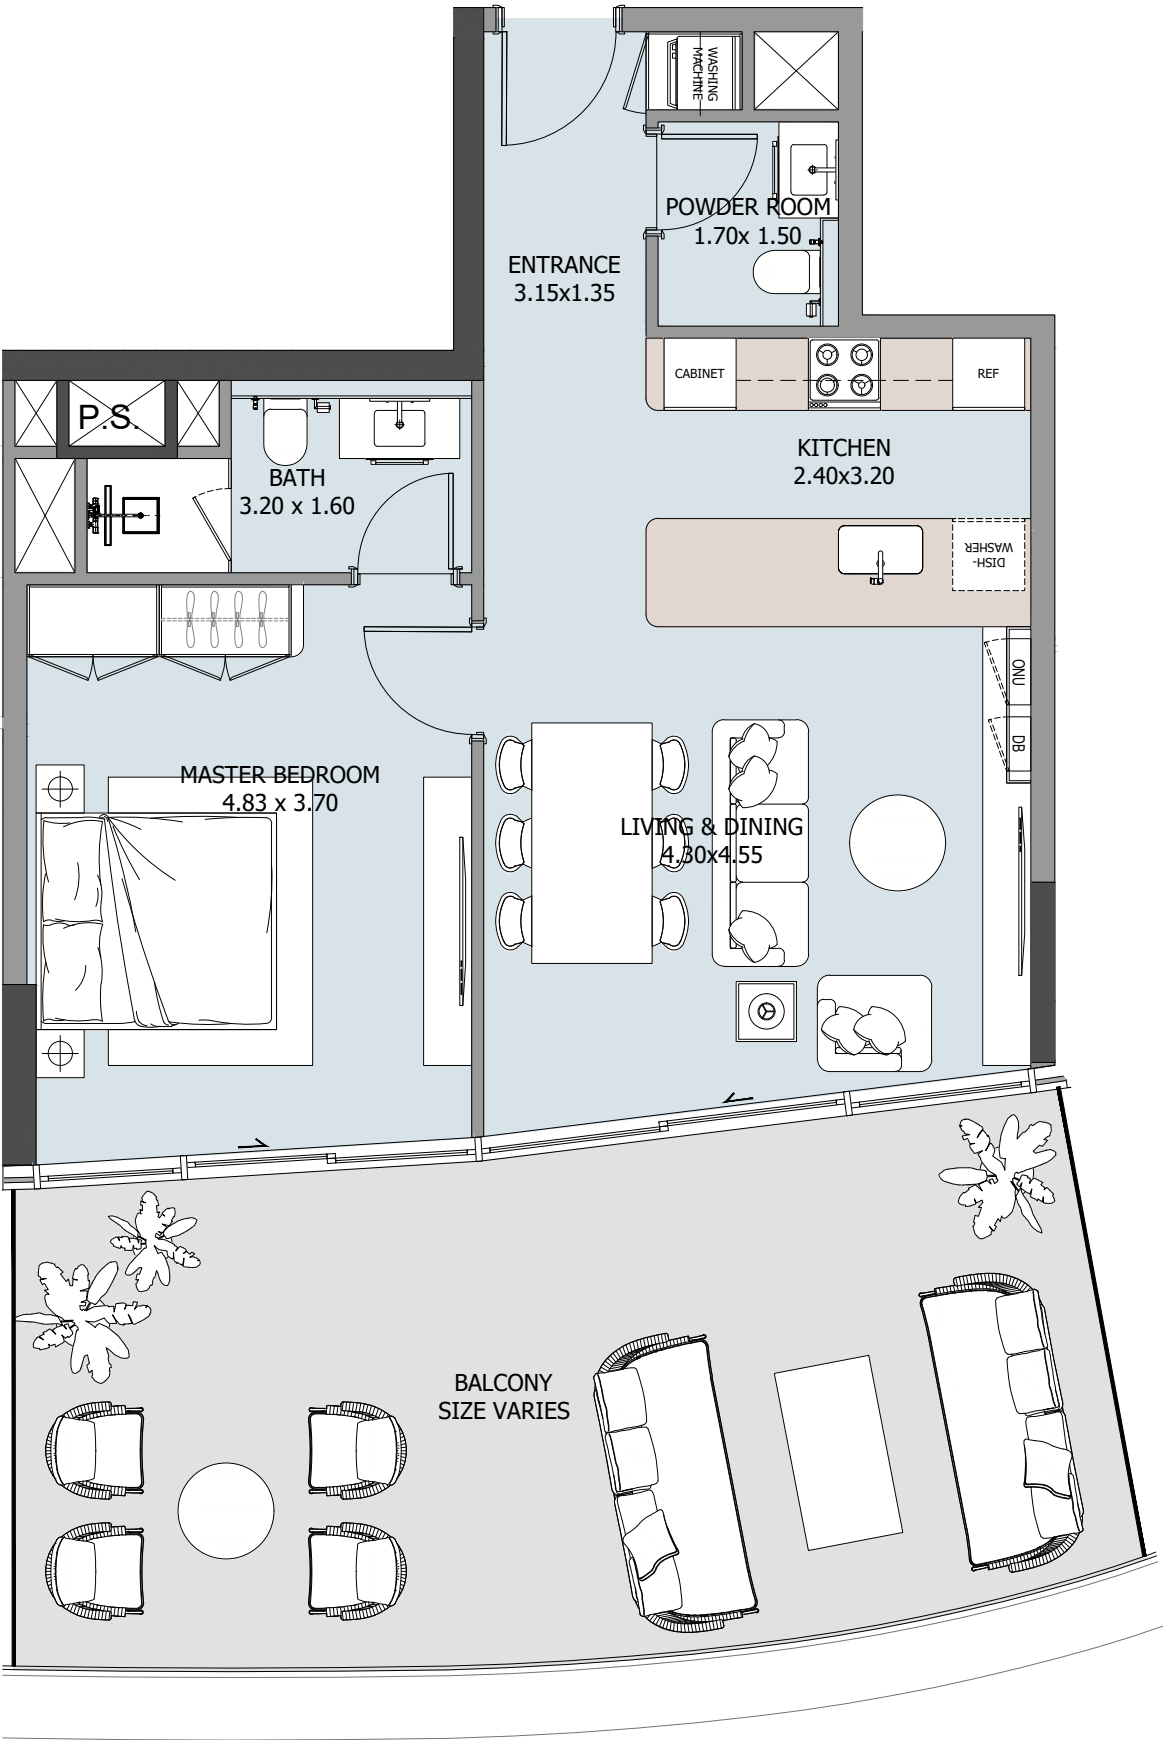 WASHING
MACHINE
POWDER ROOM
1.70x 1.50
ENTRANCE
3.15x1.35
CABINET
REF
P.S.
KITCHEN
2.40x3.20
BATH
3.20 x 1.60
DISH-
WASHER
ONU
DB
MASTER BEDROOM
4.83 x 3.70
LIVING & DINING
4.30x4.55
BALCONY
SIZE VARIES